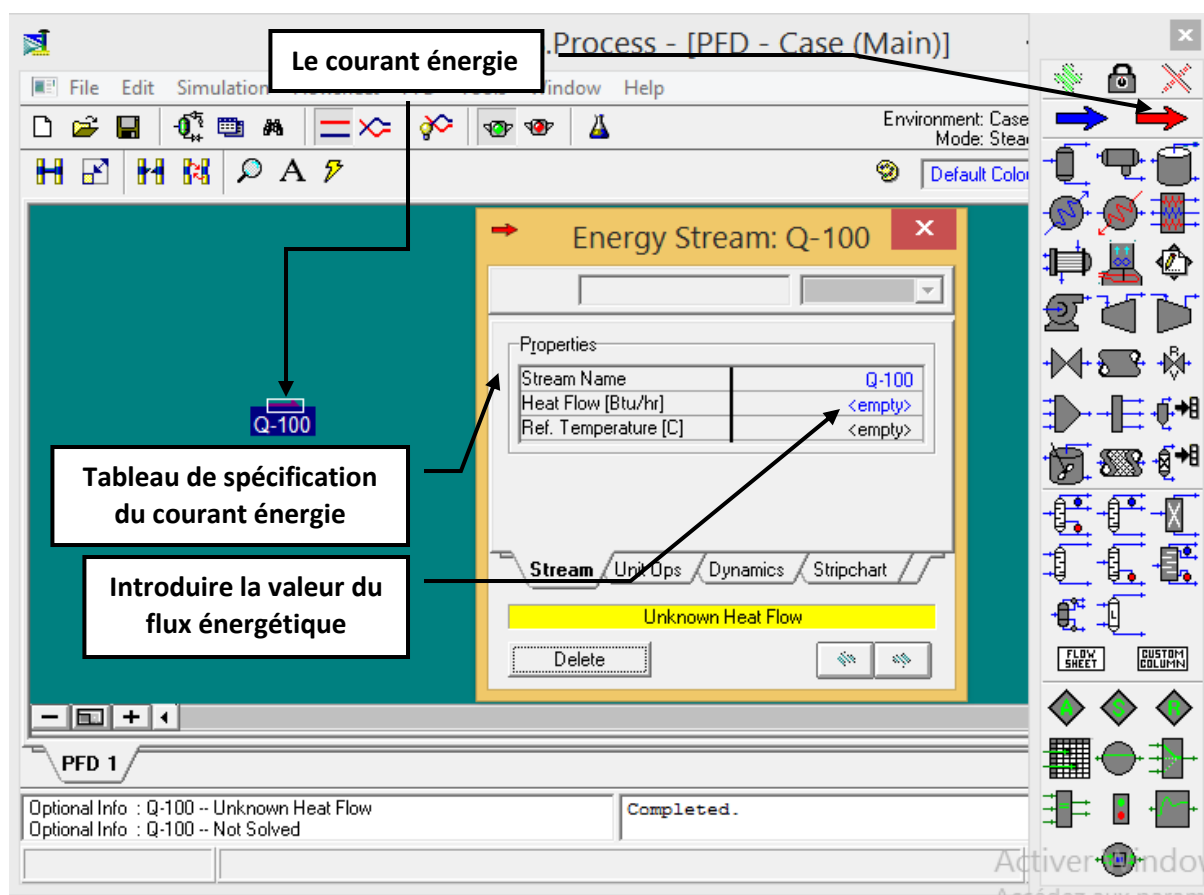 .Process - [PFD - Case (Main)]
Le courant énergie
File Edit Simulation Window Help
Environment: Case
Mode: Stea
Default Colou
Energy Stream: Q-100
Properties
Stream Name Q-100
Heat Flow [Btu/hr] <empty>
Ref. Temperature [C] <empty>
Q-100
Tableau de spécification
du courant énergie
Introduire la valeur du
flux énergétique
Stream Unit Ops Dynamics Stripchart
Unknown Heat Flow
Delete
FLOW
SHEET
CUSTOM
COLUMN
A S R
PFD 1
Optional Info : Q-100 -- Unknown Heat Flow
Optional Info : Q-100 -- Not Solved
Completed.